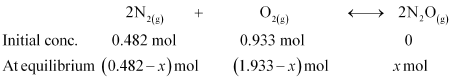 2N₂(g) + O₂(g) ⟷ 2N₂O(g)
Initial conc. 0.482 mol 0.933 mol 0
At equilibrium (0.482 – x) mol (1.933 – x) mol x mol